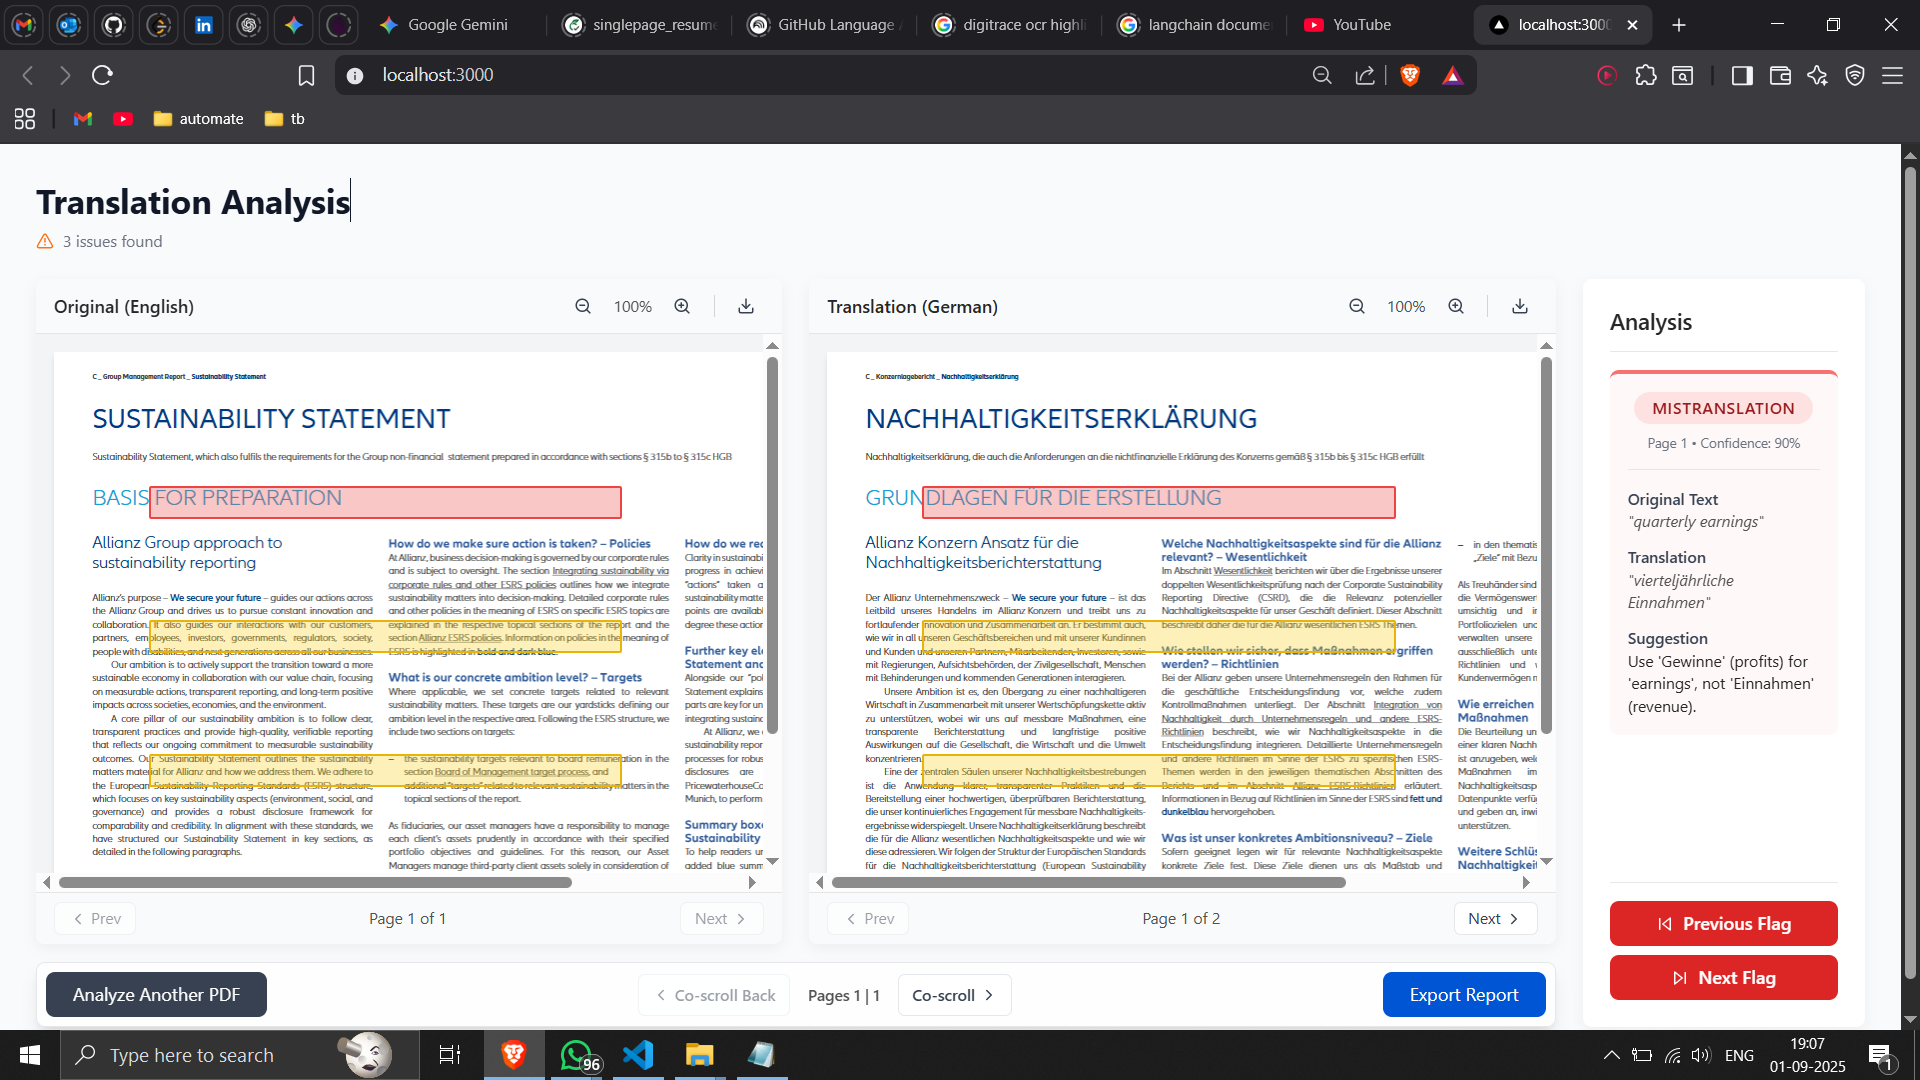 Google Gemini
singlepage_resume
GitHub Language
digitrace ocr highli
langchain docume
YouTube
localhost:3000
localhost:3000
automate
tb
Translation Analysis
3 issues found
Original (English)
100%
C _ Group Management Report _ Sustainability Statement
SUSTAINABILITY STATEMENT
Sustainability Statement, which also fulfils the requirements for the Group non-financial statement prepared in accordance with sections § 315b to § 315c HGB
BASIS FOR PREPARATION
Allianz Group approach to
sustainability reporting
Allianz's purpose – We secure your future – guides our actions across
the Allianz Group and drives us to pursue constant innovation and
collaboration. It also guides our interactions with our customers,
partners, employees, investors, governments, regulators, society,
people with disabilities, and next generations across all our businesses.
Our ambition is to actively support the transition toward a more
sustainable economy in collaboration with our value chain, focusing
on measurable actions, transparent reporting, and long-term positive
impacts across societies, economies, and the environment.
A core pillar of our sustainability ambition is to follow clear,
transparent practices and provide high-quality, verifiable reporting
that reflects our ongoing commitment to measurable sustainability
outcomes. Our Sustainability Statement outlines the sustainability
matters material for Allianz and how we address them. We adhere to
the European Sustainability Reporting Standards (ESRS) structure,
which focuses on key sustainability aspects (environment, social, and
governance) and provides a robust disclosure framework for
comparability and credibility. In alignment with these standards, we
have structured our Sustainability Statement in key sections, as
detailed in the following paragraphs.
How do we make sure action is taken? – Policies
At Allianz, business decision-making is governed by our corporate rules
and is subject to oversight. The section Integrating sustainability via
corporate rules and other ESRS policies outlines how we integrate
sustainability matters into decision-making. Detailed corporate rules
and other policies in the meaning of ESRS on specific ESRS topics are
explained in the respective topical sections of the report and the
section Allianz ESRS policies. Information on policies in the meaning of
ESRS is highlighted in bold and dark blue.
What is our concrete ambition level? – Targets
Where applicable, we set concrete targets related to relevant
sustainability matters. These targets are our yardsticks defining our
ambition level in the respective area. Following the ESRS structure, we
include two sections on targets:
– the sustainability targets relevant to board remuneration in the
section Board of Management target process, and
additional "targets" related to relevant sustainability matters in the
topical sections of the report.
As fiduciaries, our asset managers have a responsibility to manage
each client's assets prudently in accordance with their specified
portfolio objectives and guidelines. For this reason, our Asset
Managers manage third-party client assets solely in consideration of
How do we rec
Clarity in sustainabi
progress in achievi
"actions" taken a
sustainability matte
points are availabl
degree these action
Further key ele
Statement and
Alongside our "pol
Statement explains
parts are key for un
integrating sustainc
At Allianz, we
sustainability repor
processes for robus
disclosures are
PricewaterhouseCo
Munich, to perform
Summary boxe
Sustainability
To help readers ur
added blue summ
Prev
Page 1 of 1
Next
Translation (German)
100%
C _ Konzernlagebericht _ Nachhaltigkeitserklärung
NACHHALTIGKEITSERKLÄRUNG
Nachhaltigkeitserklärung, die auch die Anforderungen an die nichtfinanzielle Erklärung des Konzerns gemäß § 315b bis § 315c HGB erfüllt
GRUNDLAGEN FÜR DIE ERSTELLUNG
Allianz Konzern Ansatz für die
Nachhaltigkeitsberichterstattung
Der Allianz Unternehmenszweck – We secure your future – ist das
Leitbild unseres Handelns im Allianz Konzern und treibt uns zu
fortlaufender Innovation und Zusammenarbeit an. Er bestimmt auch,
wie wir in all unseren Geschäftsbereichen und mit unserer Kundinnen
und Kunden und unseren Partnern, Mitarbeitenden, Investoren, sowie
mit Regierungen, Aufsichtsbehörden, der Zivilgesellschaft, Menschen
mit Behinderungen und kommenden Generationen interagieren.
Unsere Ambition ist es, den Übergang zu einer nachhaltigeren
Wirtschaft in Zusammenarbeit mit unserer Wertschöpfungskette aktiv
zu unterstützen, wobei wir uns auf messbare Maßnahmen, eine
transparente Berichterstattung und langfristige positive
Auswirkungen auf die Gesellschaft, die Wirtschaft und die Umwelt
konzentrieren.
Eine der zentralen Säulen unserer Nachhaltigkeitsbestrebungen
ist die Anwendung klarer, transparenter Praktiken und die
Bereitstellung einer hochwertigen, überprüfbaren Berichterstattung,
die unser kontinuierliches Engagement für messbare Nachhaltigkeits-
ergebnisse widerspiegelt. Unsere Nachhaltigkeitserklärung beschreibt
die für die Allianz wesentlichen Nachhaltigkeitsaspekte und wie wir
diese adressieren. Wir folgen der Struktur der Europäischen Standards
für die Nachhaltigkeitsberichterstattung (European Sustainability
Welche Nachhaltigkeitsaspekte sind für die Allianz
relevant? – Wesentlichkeit
Im Abschnitt Wesentlichkeit berichten wir über die Ergebnisse unserer
doppelten Wesentlichkeitsprüfung nach der Corporate Sustainability
Reporting Directive (CSRD), die die Relevanz potenzieller
Nachhaltigkeitsaspekte für unser Geschäft definiert. Dieser Abschnitt
beschreibt daher die für die Allianz wesentlichen ESRS Themen.
Wie stellen wir sicher, dass Maßnahmen ergriffen
werden? – Richtlinien
Bei der Allianz geben unsere Unternehmensregeln den Rahmen für
die geschäftliche Entscheidungsfindung vor, welche zudem
Kontrollmaßnahmen unterliegt. Der Abschnitt Integration von
Nachhaltigkeit durch Unternehmensregeln und andere ESRS-
Richtlinien beschreibt, wie wir Nachhaltigkeitsaspekte in die
Entscheidungsfindung integrieren. Detaillierte Unternehmensregeln
und andere Richtlinien im Sinne der ESRS zu spezifischen ESRS-
Themen werden in den jeweiligen thematischen Abschnitten des
Berichts und im Abschnitt Allianz ESRS-Richtlinien erläutert.
Informationen in Bezug auf Richtlinien im Sinne der ESRS sind fett und
dunkelblau hervorgehoben.
Was ist unser konkretes Ambitionsniveau? – Ziele
Sofern geeignet legen wir für relevante Nachhaltigkeitsaspekte
konkrete Ziele fest. Diese Ziele dienen uns als Maßstab und
– in den thematis
„Ziele" mit Bezu
Als Treuhänder sind
die Vermögenswert
umsichtig und ir
Portfoliozielen unc
verwalten unsere
ausschließlich unte
Richtlinien und v
Kundenvermögen n
Wie erreichen
Maßnahmen
Die Beurteilung un
einer klaren Nachh
ist anzugeben, welc
Maßnahmen im
Nachhaltigkeitsasp
Datenpunkte verfüg
und geben an, inwi
unterstützen.
Weitere Schlüs
Nachhaltigkeit
Prev
Page 1 of 2
Next
Analysis
MISTRANSLATION
Page 1 • Confidence: 90%
Original Text
"quarterly earnings"
Translation
"vierteljährliche
Einnahmen"
Suggestion
Use 'Gewinne' (profits) for
'earnings', not 'Einnahmen'
(revenue).
Previous Flag
Next Flag
Analyze Another PDF
Co-scroll Back
Pages 1 | 1
Co-scroll
Export Report
Type here to search
96
ENG
19:07
01-09-2025
1